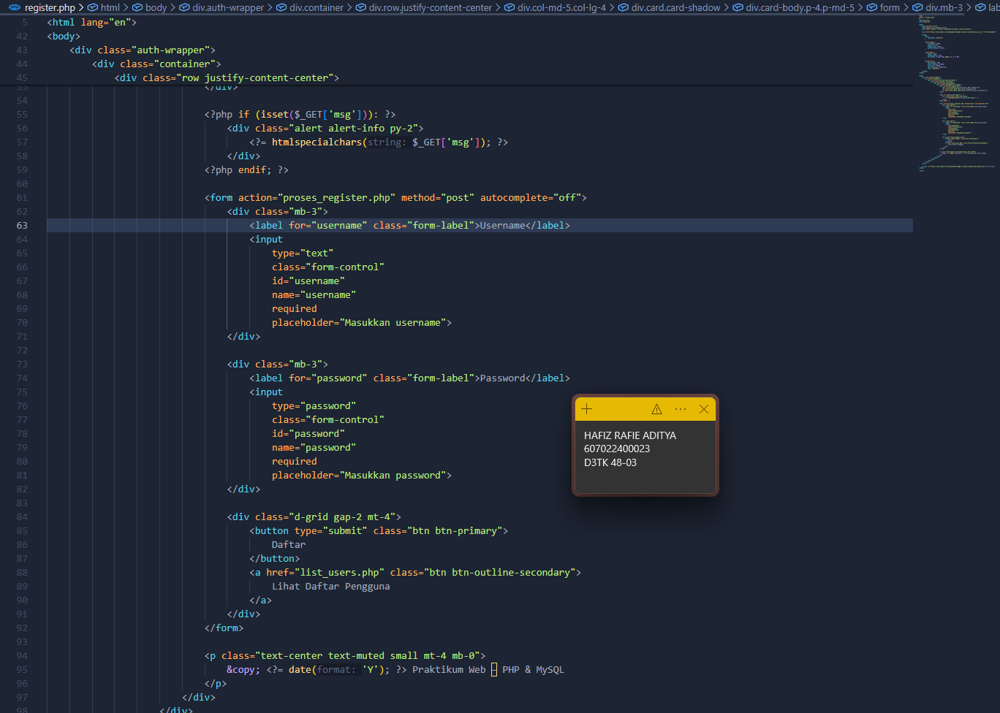 register.php > html > body > div.auth-wrapper > div.container > div.row.justify-content-center > div.col-md-5.col-lg-4 > div.card.card-shadow > div.card-body.p-4.p-md-5 > form > div.mb-3 > lab
5 <html lang="en">
42 <body>
43 <div class="auth-wrapper">
44 <div class="container">
45 <div class="row justify-content-center">
53 </div>
54
55 <?php if (isset($_GET['msg'])): ?>
56 <div class="alert alert-info py-2">
57 <?= htmlspecialchars(string: $_GET['msg']); ?>
58 </div>
59 <?php endif; ?>
60
61 <form action="proses_register.php" method="post" autocomplete="off">
62 <div class="mb-3">
63 <label for="username" class="form-label">Username</label>
64 <input
65 type="text"
66 class="form-control"
67 id="username"
68 name="username"
69 required
70 placeholder="Masukkan username">
71 </div>
72
73 <div class="mb-3">
74 <label for="password" class="form-label">Password</label>
75 <input
76 type="password"
77 class="form-control"
78 id="password"
79 name="password"
80 required
81 placeholder="Masukkan password">
82 </div>
83
84 <div class="d-grid gap-2 mt-4">
85 <button type="submit" class="btn btn-primary">
86 Daftar
87 </button>
88 <a href="list_users.php" class="btn btn-outline-secondary">
89 Lihat Daftar Pengguna
90 </a>
91 </div>
92 </form>
93
94 <p class="text-center text-muted small mt-4 mb-0">
95 &copy; <?= date(format: 'Y'); ?> Praktikum Web – PHP & MySQL
96 </p>
97 </div>
98 </div>
HAFIZ RAFIE ADITYA
607022400023
D3TK 48-03